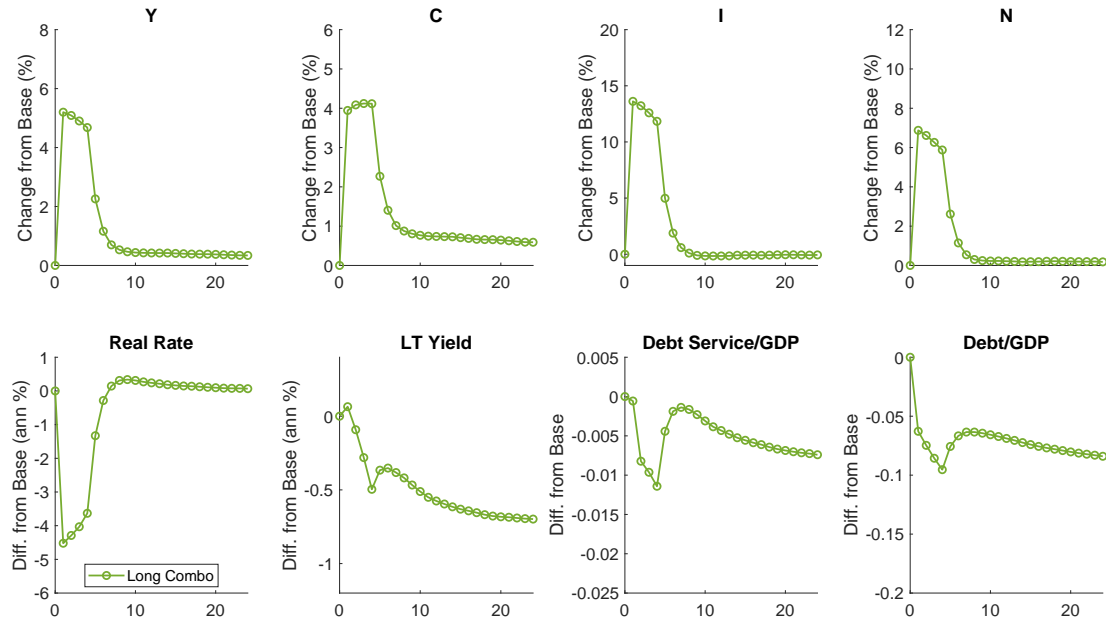 Y
Change from Base (%)
8
6
4
2
0
0 10 20
C
Change from Base (%)
6
5
4
3
2
1
0
0 10 20
I
Change from Base (%)
20
15
10
5
0
0 10 20
N
Change from Base (%)
12
10
8
6
4
2
0
0 10 20
Real Rate
Diff. from Base (ann %)
1
0
-1
-2
-3
-4
-5
-6
Long Combo
0 10 20
LT Yield
Diff. from Base (ann %)
0
-0.5
-1
0 10 20
Debt Service/GDP
Diff. from Base
0.005
0
-0.005
-0.01
-0.013
-0.02
-0.025
0 10 20
Debt/GDP
Diff. from Base
0
-0.05
-0.1
-0.15
-0.2
0 10 20